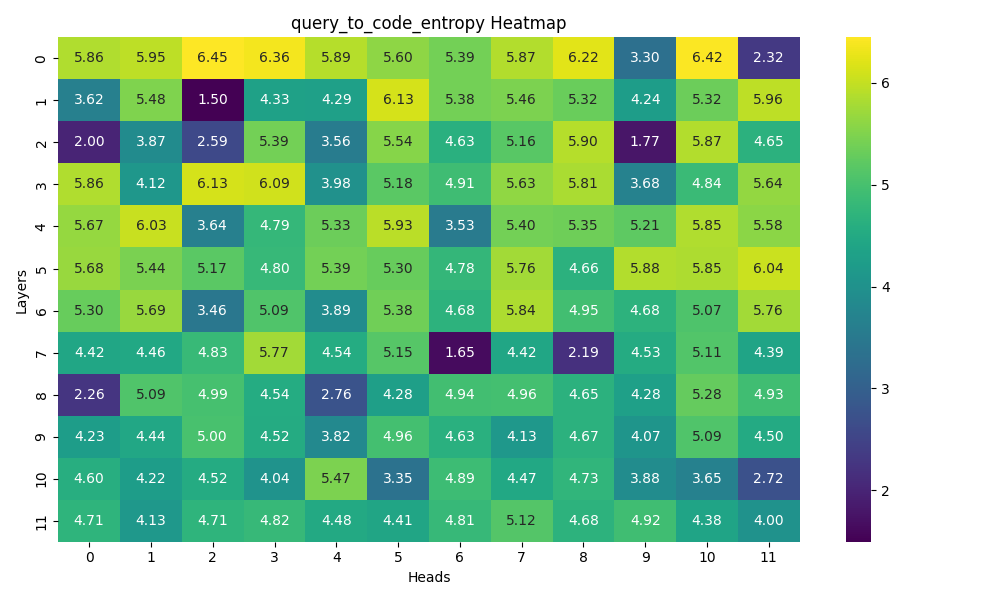 query_to_code_entropy Heatmap
Layers
0 5.86 5.95 6.45 6.36 5.89 5.60 5.39 5.87 6.22 3.30 6.42 2.32
1 3.62 5.48 1.50 4.33 4.29 6.13 5.38 5.46 5.32 4.24 5.32 5.96
2 2.00 3.87 2.59 5.39 3.56 5.54 4.63 5.16 5.90 1.77 5.87 4.65
3 5.86 4.12 6.13 6.09 3.98 5.18 4.91 5.63 5.81 3.68 4.84 5.64
4 5.67 6.03 3.64 4.79 5.33 5.93 3.53 5.40 5.35 5.21 5.85 5.58
5 5.68 5.44 5.17 4.80 5.39 5.30 4.78 5.76 4.66 5.88 5.85 6.04
6 5.30 5.69 3.46 5.09 3.89 5.38 4.68 5.84 4.95 4.68 5.07 5.76
7 4.42 4.46 4.83 5.77 4.54 5.15 1.65 4.42 2.19 4.53 5.11 4.39
8 2.26 5.09 4.99 4.54 2.76 4.28 4.94 4.96 4.65 4.28 5.28 4.93
9 4.23 4.44 5.00 4.52 3.82 4.96 4.63 4.13 4.67 4.07 5.09 4.50
10 4.60 4.22 4.52 4.04 5.47 3.35 4.89 4.47 4.73 3.88 3.65 2.72
11 4.71 4.13 4.71 4.82 4.48 4.41 4.81 5.12 4.68 4.92 4.38 4.00
0 1 2 3 4 5 6 7 8 9 10 11
Heads
6
5
4
3
2